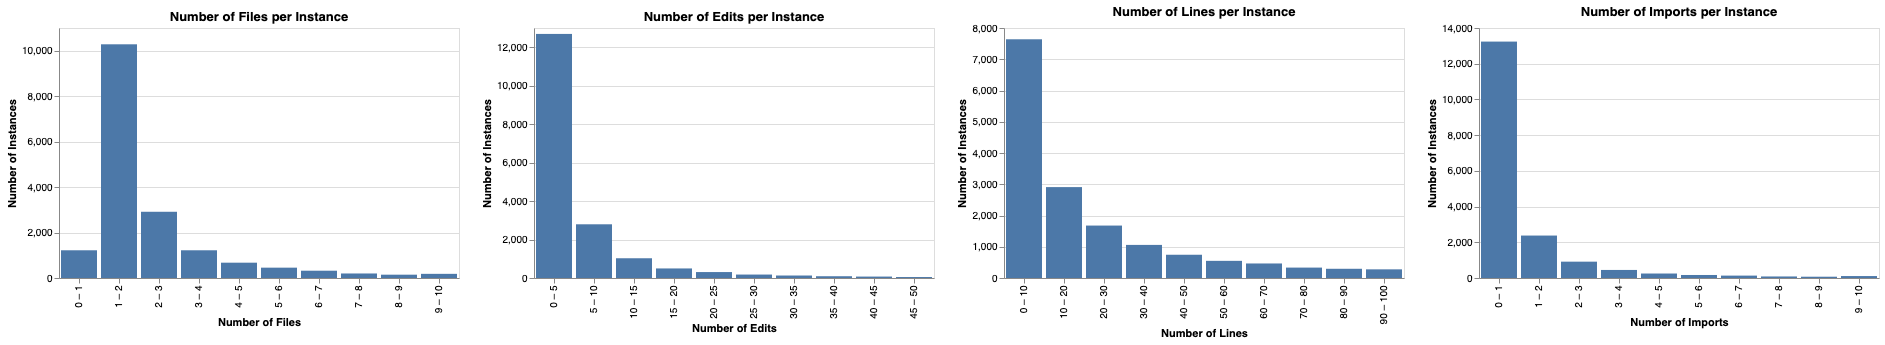 Number of Files per Instance
Number of Instances
10,000
8,000
6,000
4,000
2,000
0
0 – 1
1 – 2
2 – 3
3 – 4
4 – 5
5 – 6
6 – 7
7 – 8
8 – 9
9 – 10
Number of Files
Number of Edits per Instance
Number of Instances
12,000
10,000
8,000
6,000
4,000
2,000
0
0 – 5
5 – 10
10 – 15
15 – 20
20 – 25
25 – 30
30 – 35
35 – 40
40 – 45
45 – 50
Number of Edits
Number of Lines per Instance
Number of Instances
8,000
7,000
6,000
5,000
4,000
3,000
2,000
1,000
0
0 – 10
10 – 20
20 – 30
30 – 40
40 – 50
50 – 60
60 – 70
70 – 80
80 – 90
90 – 100
Number of Lines
Number of Imports per Instance
Number of Instances
14,000
12,000
10,000
8,000
6,000
4,000
2,000
0
0 – 1
1 – 2
2 – 3
3 – 4
4 – 5
5 – 6
6 – 7
7 – 8
8 – 9
9 – 10
Number of Imports